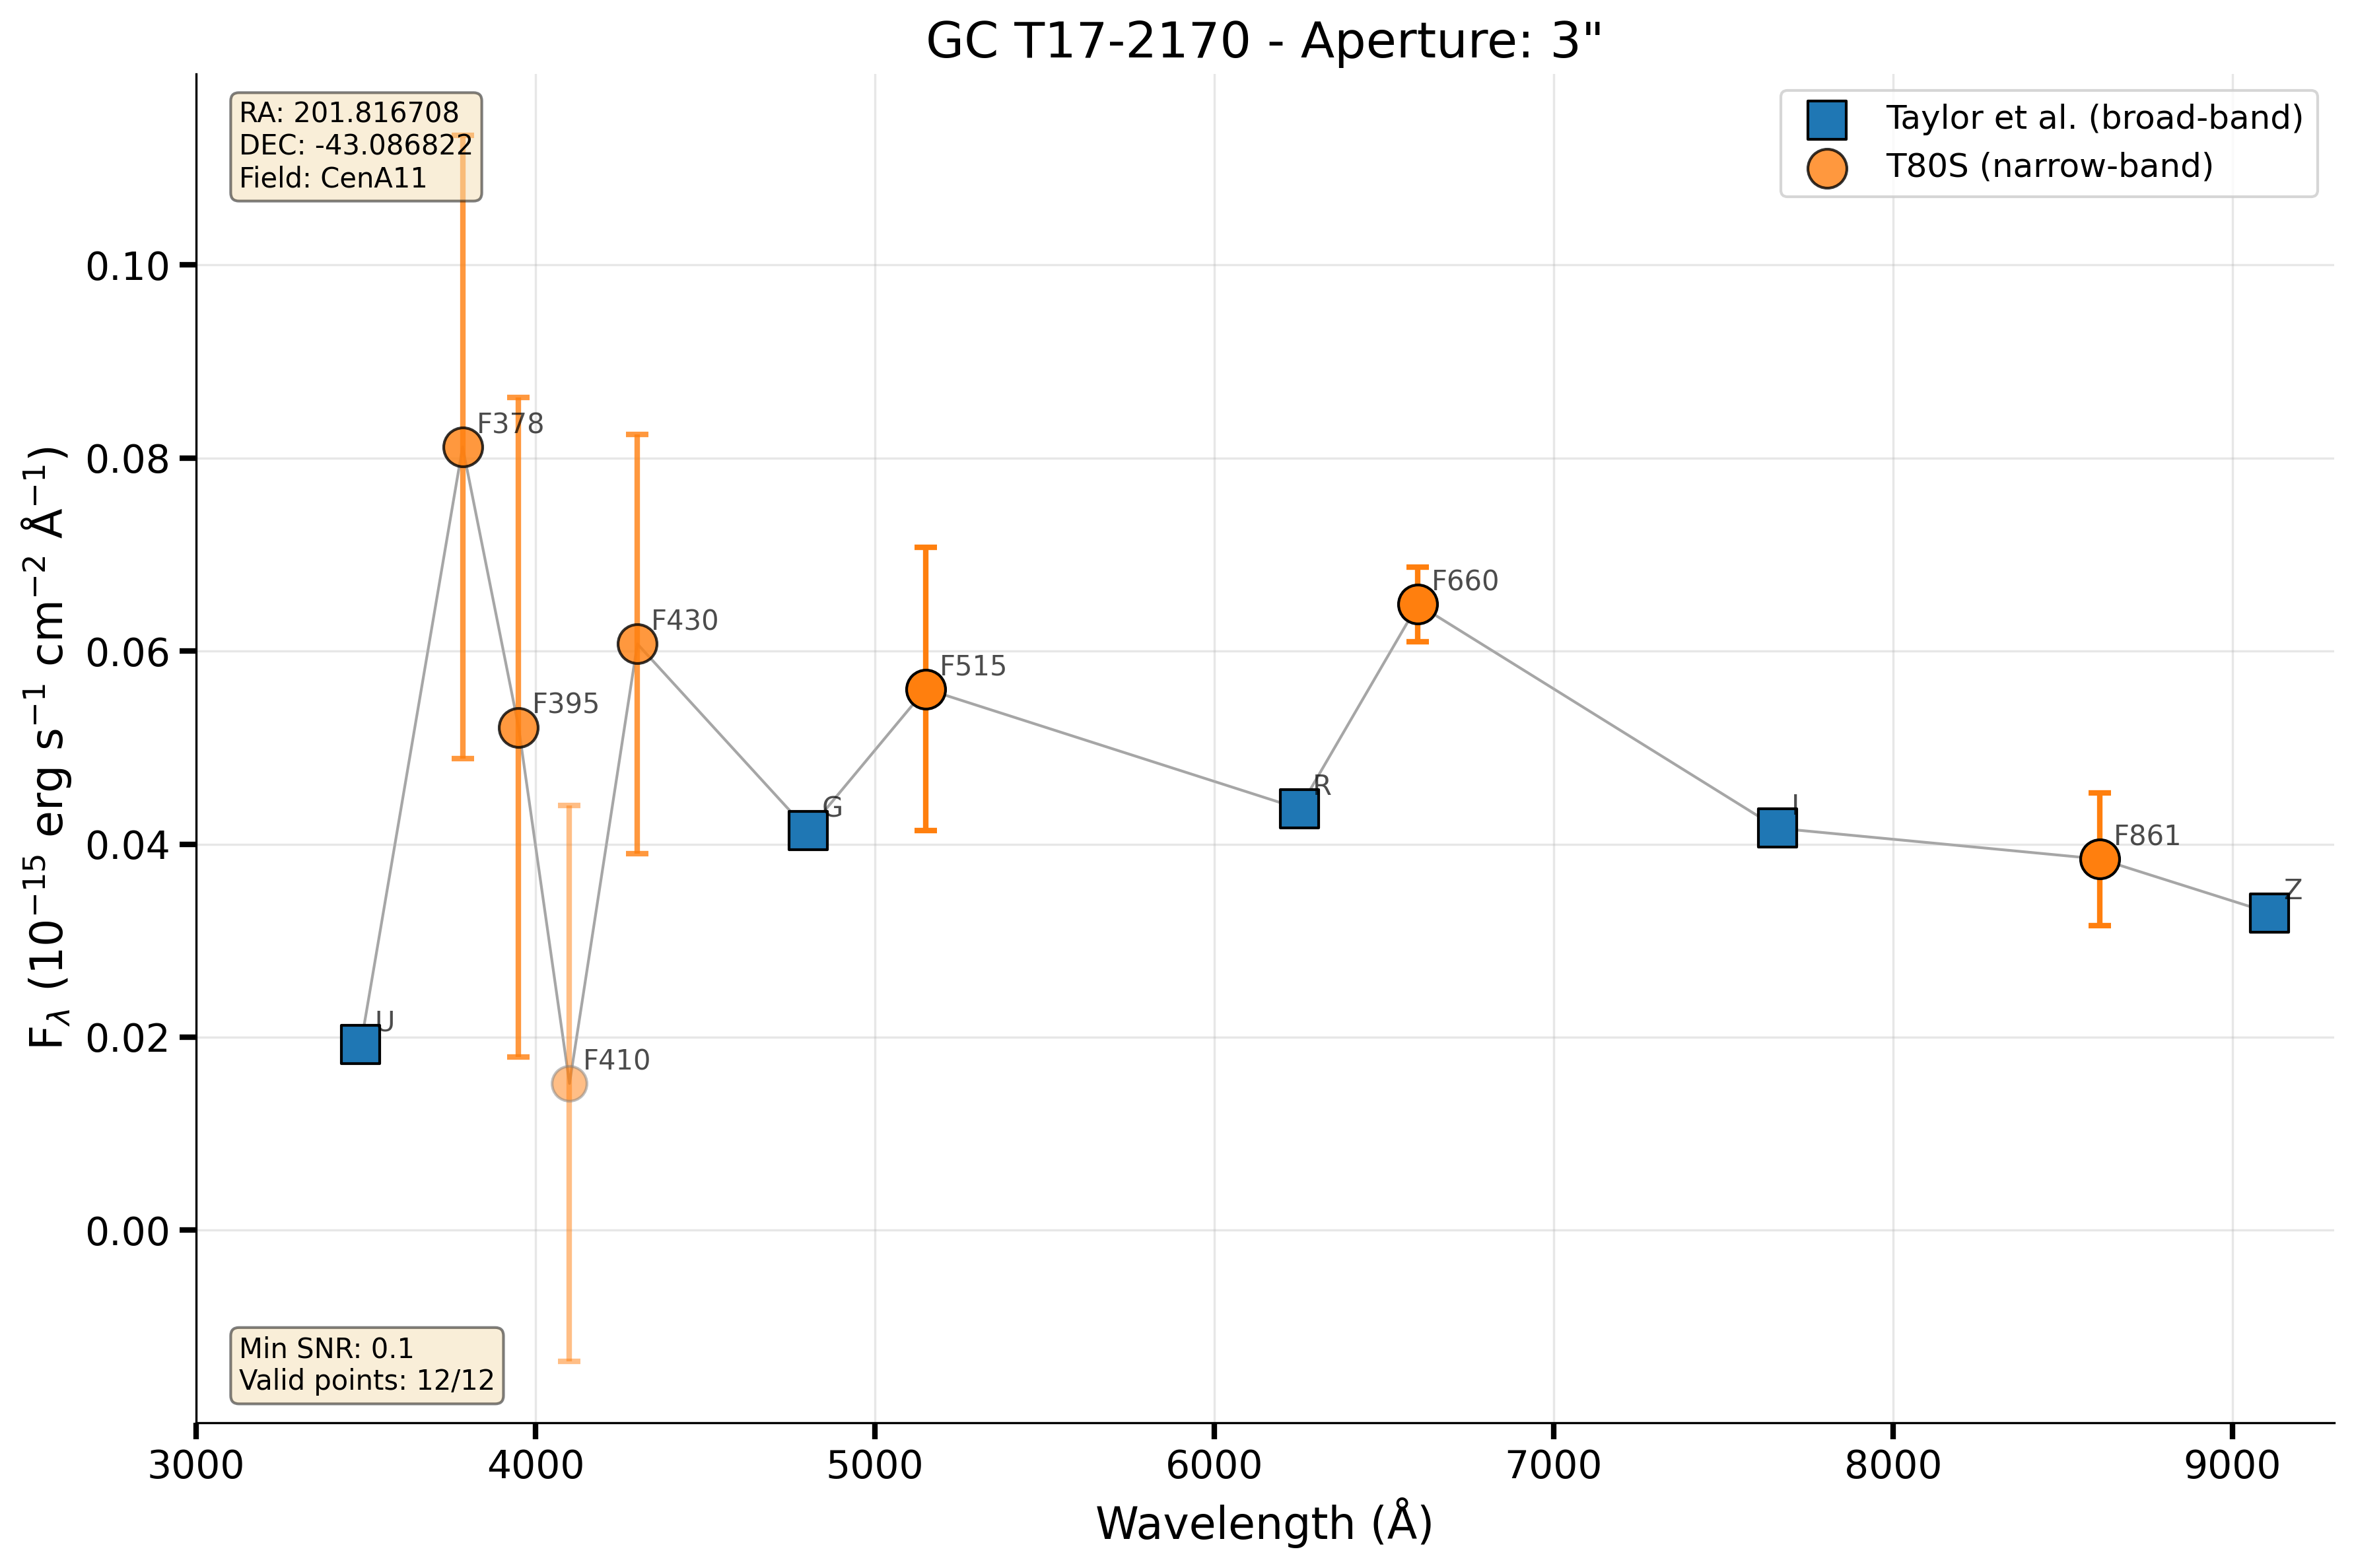 GC T17-2170 - Aperture: 3"
RA: 201.816708
DEC: -43.086822
Field: CenA11
Taylor et al. (broad-band)
T80S (narrow-band)
F378
F395
F410
F430
F515
F660
F861
U
G
R
I
Z
Min SNR: 0.1
Valid points: 12/12
0.10
0.08
0.06
0.04
0.02
0.00
3000 4000 5000 6000 7000 8000 9000
Wavelength (Å)
Fλ (10⁻¹⁵ erg s⁻¹ cm⁻² Å⁻¹)